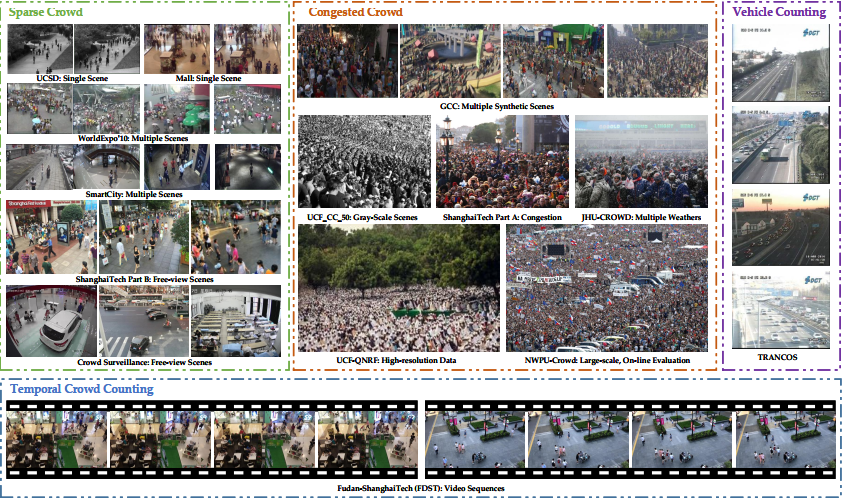 Sparse Crowd
UCSD: Single Scene
Mall: Single Scene
WorldExpo'10: Multiple Scenes
SmartCity: Multiple Scenes
ShanghaiTech Part B: Free-view Scenes
Crowd Surveillance: Free-view Scenes
Congested Crowd
GCC: Multiple Synthetic Scenes
UCF_CC_50: Gray-Scale Scenes
ShanghaiTech Part A: Congestion
JHU-CROWD: Multiple Weathers
UCF-QNRF: High-resolution Data
NWPU-Crowd: Large-scale, On-line Evaluation
Vehicle Counting
DGT
DGT
DGT
TRANCOS
Temporal Crowd Counting
Fudan-ShanghaiTech (FDST): Video Sequences